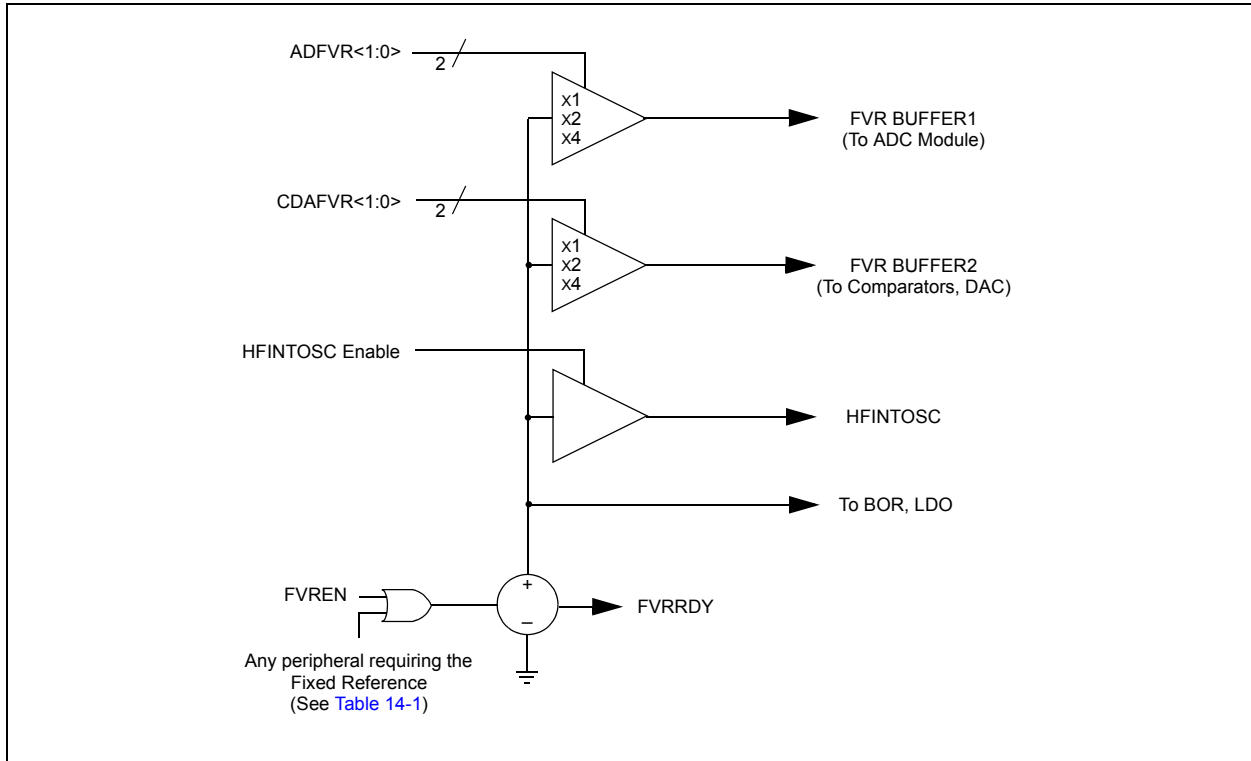 ADFVR<1:0>
2
X1
X2
X4
FVR BUFFER1
(To ADC Module)
CDAFVR<1:0>
2
X1
X2
X4
FVR BUFFER2
(To Comparators, DAC)
HFINTOSC Enable
HFINTOSC
To BOR, LDO
FVREN
+
_
FVRRDY
Any peripheral requiring the
Fixed Reference
(See Table 14-1)